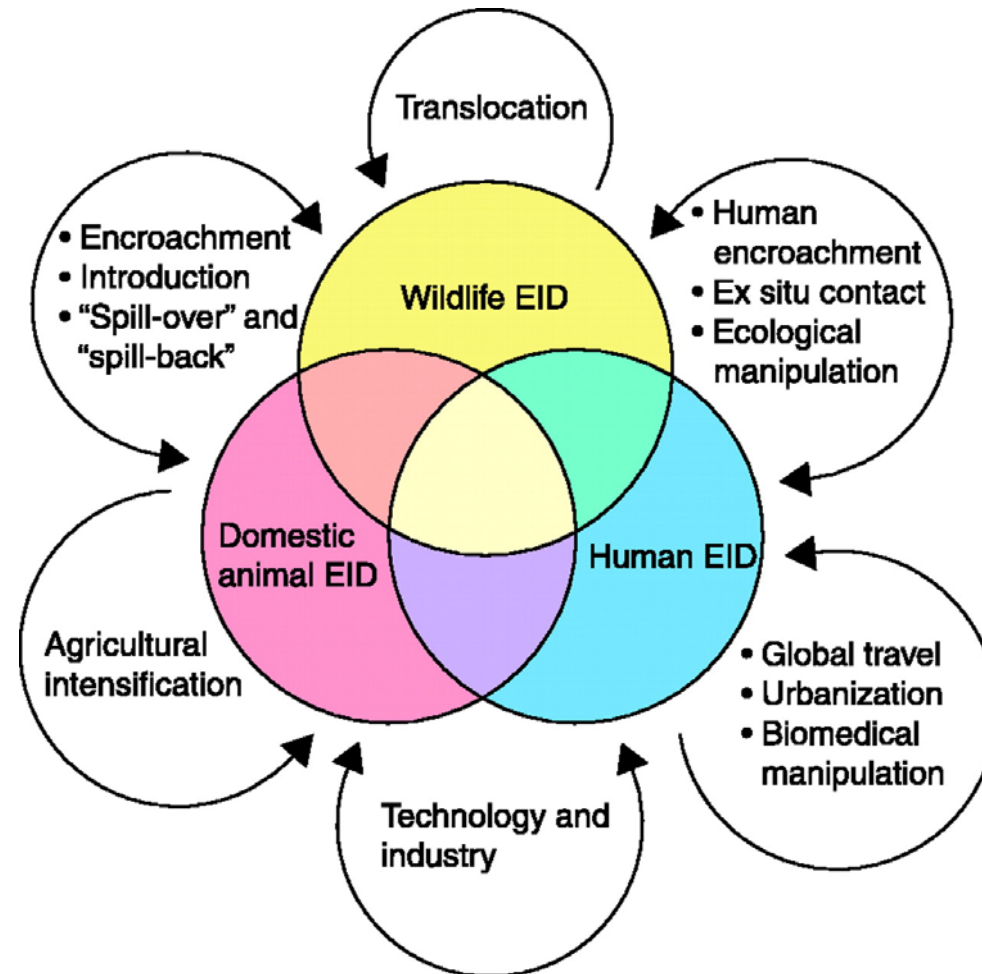 Translocation
• Encroachment
• Introduction
• “Spill-over” and
“spill-back”
• Human
encroachment
• Ex situ contact
• Ecological
manipulation
Wildlife EID
Domestic
animal EID
Human EID
Agricultural
intensification
• Global travel
• Urbanization
• Biomedical
manipulation
Technology and
industry